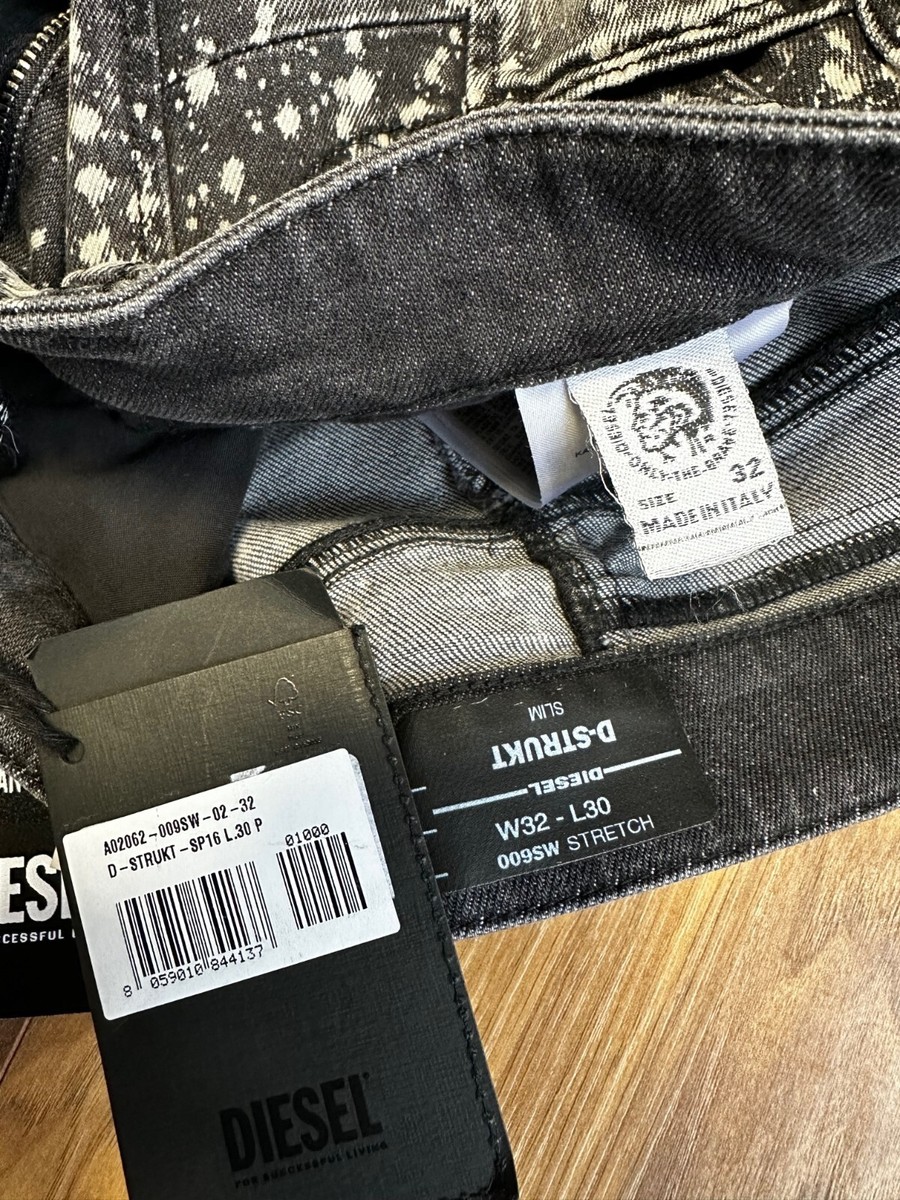 DIESEL
ONLY-THE-BRAVE
SIZE 32
MADE IN ITALY
SLIM
D-STRUKT
DIESEL
W32 - L30
009SW STRETCH
A02062-009SW-02-32
D-STRUKT-SP16 L.30 P
01000
8 059010 844137
DIESEL
FOR SUCCESSFUL LIVING